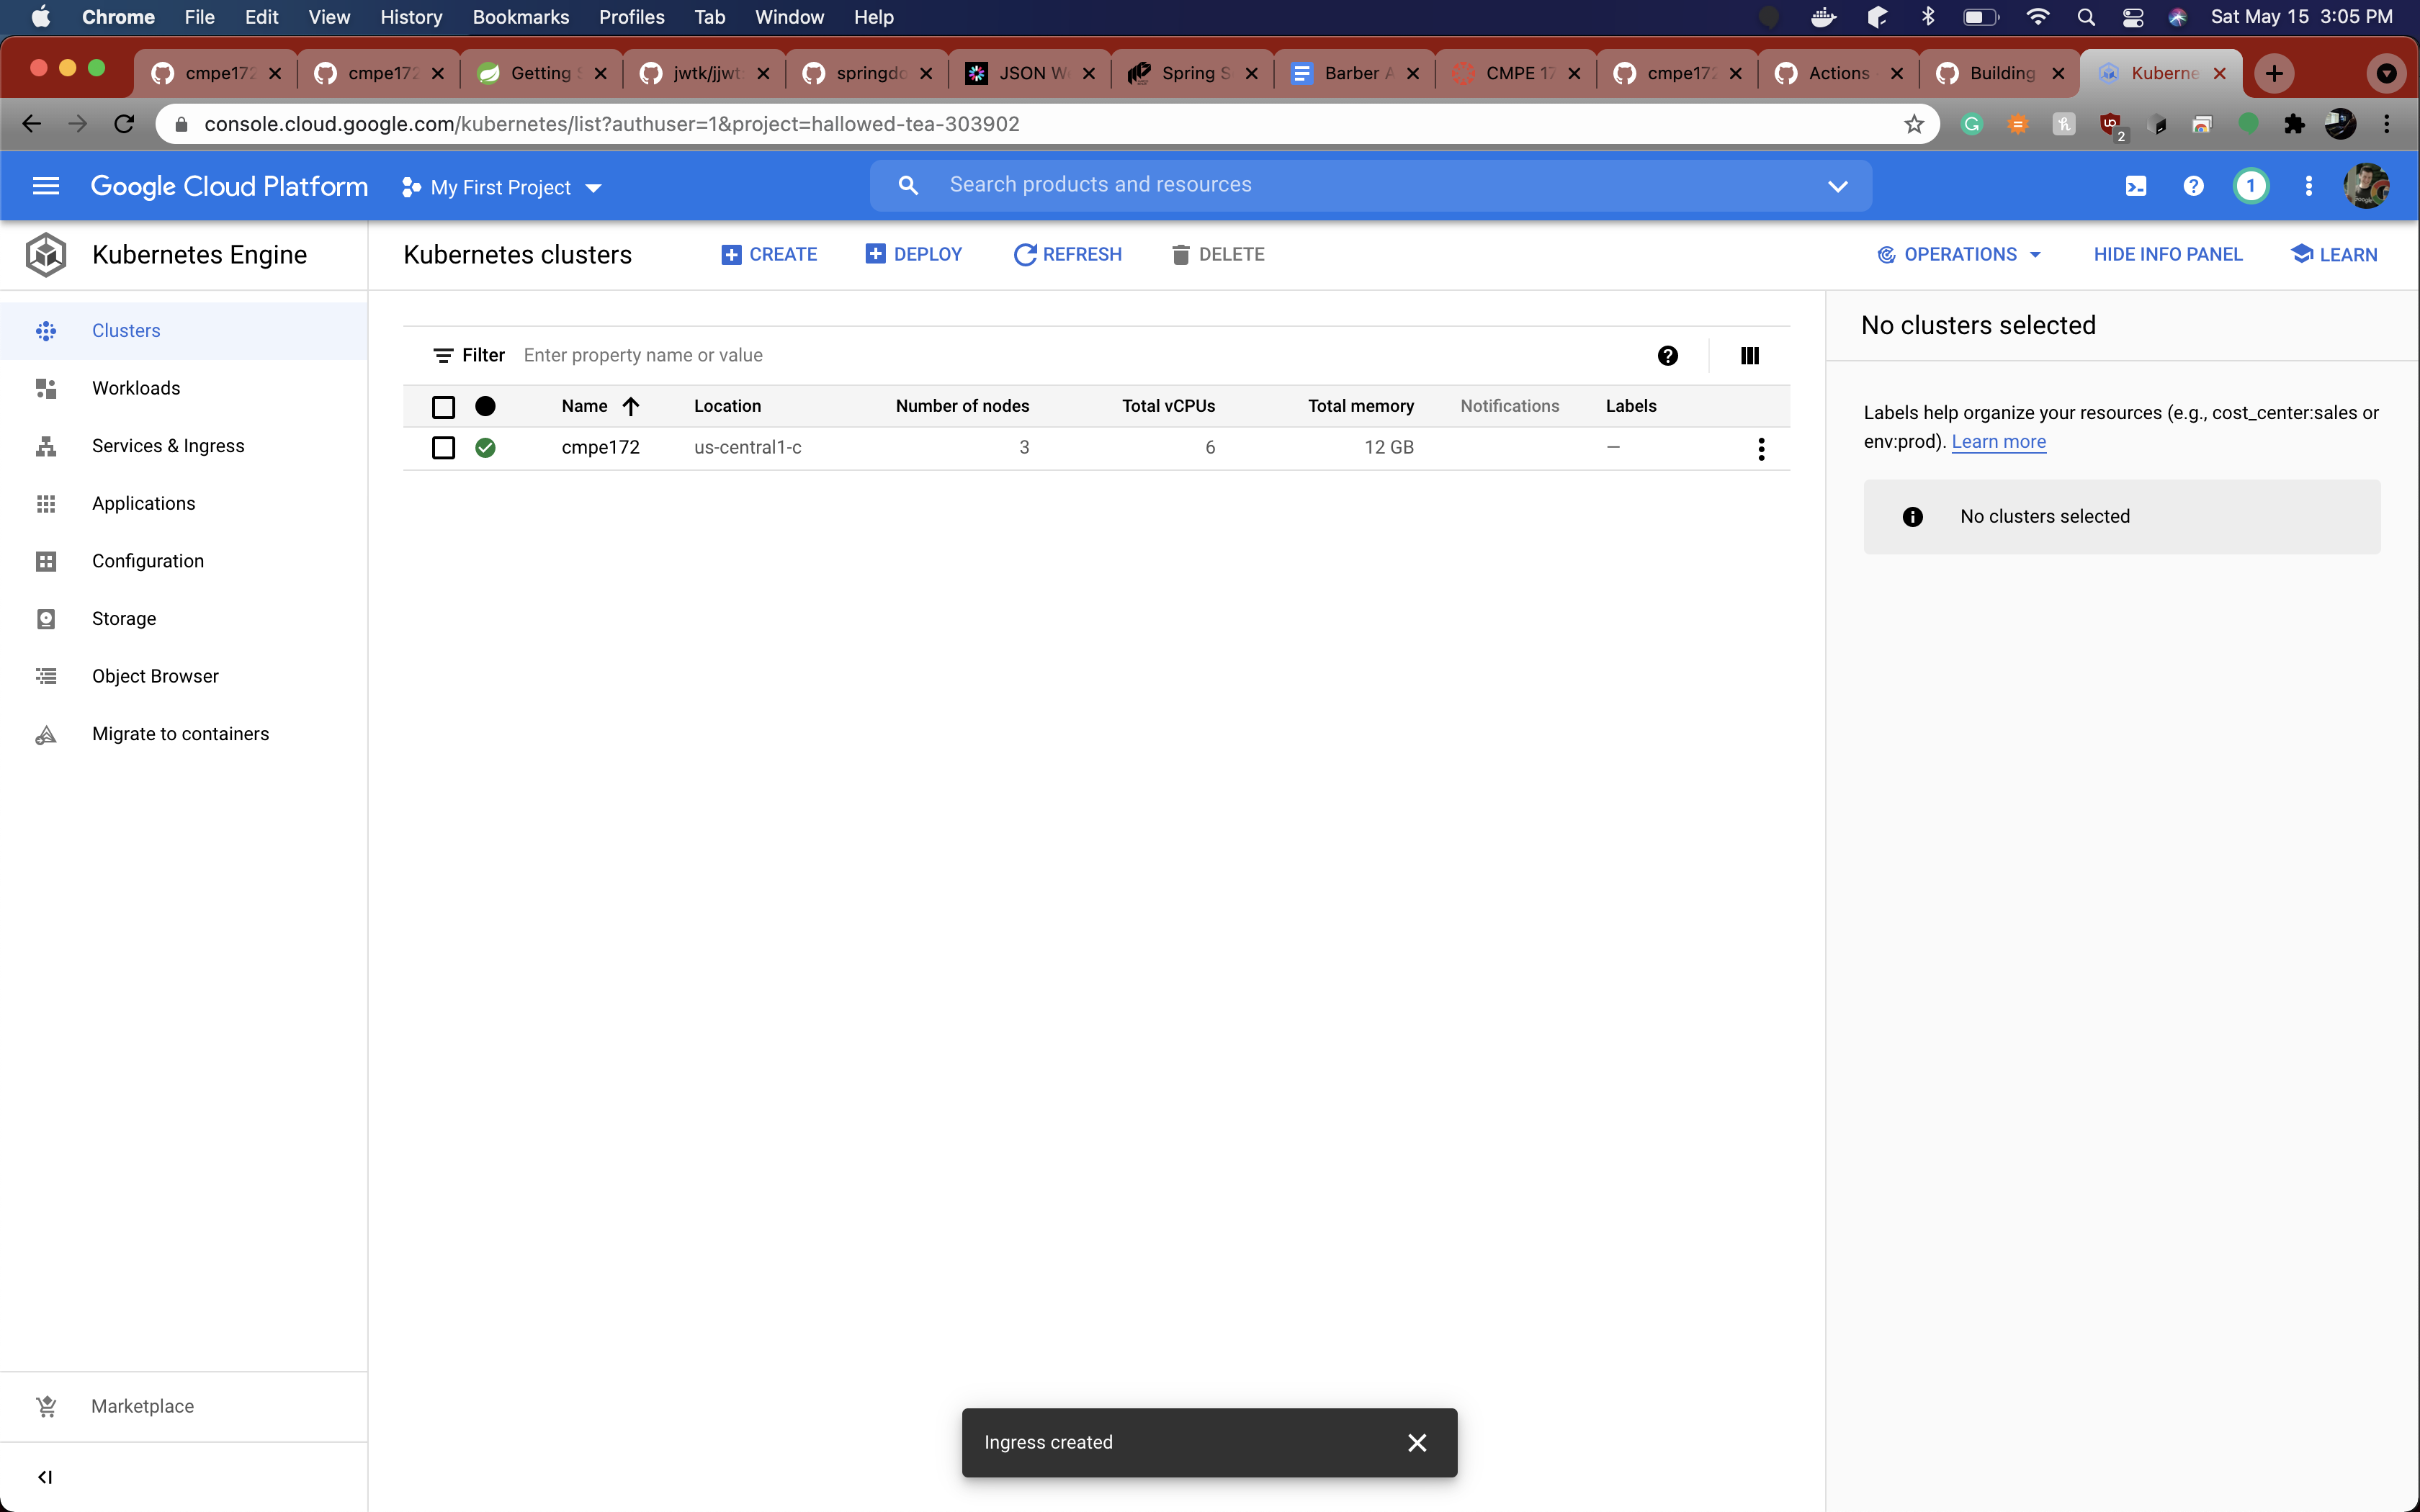 Chrome File Edit View History Bookmarks Profiles Tab Window Help Sat May 15 3:05 PM
cmpe172 cmpe172 Getting S jwtk/jjwt springdo JSON We Spring S Barber A CMPE 17 cmpe172 Actions Building Kuberne
console.cloud.google.com/kubernetes/list?authuser=1&project=hallowed-tea-303902 2
Google Cloud Platform My First Project Search products and resources 1
Kubernetes Engine
Kubernetes clusters CREATE DEPLOY REFRESH DELETE OPERATIONS HIDE INFO PANEL LEARN
Clusters
Workloads
Services & Ingress
Applications
Configuration
Storage
Object Browser
Migrate to containers
Marketplace
Filter Enter property name or value
Name Location Number of nodes Total vCPUs Total memory Notifications Labels
cmpe172 us-central1-c 3 6 12 GB —
No clusters selected
Labels help organize your resources (e.g., cost_center:sales or
env:prod). Learn more
No clusters selected
Ingress created